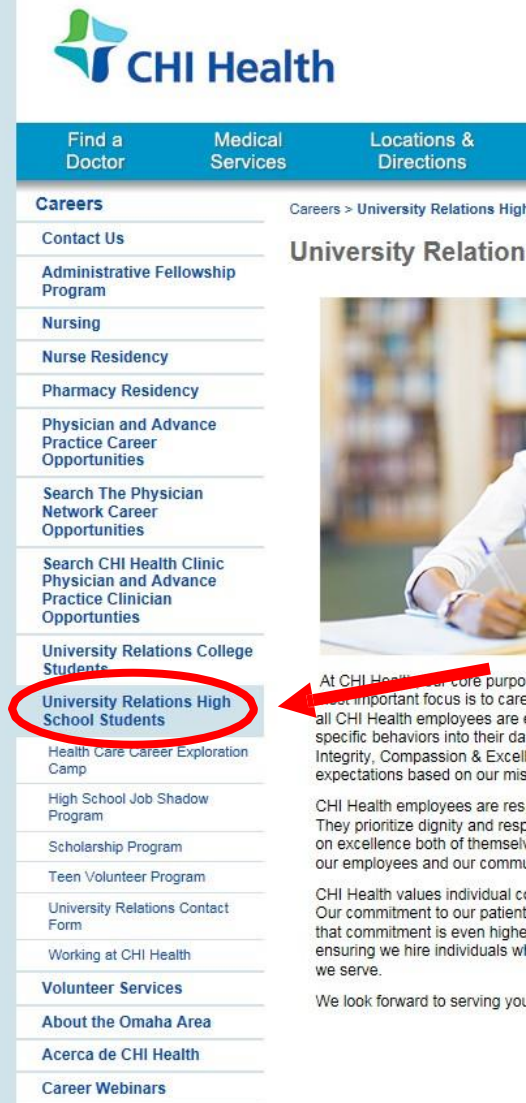 CHI Health
Find a
Doctor
Medical
Services
Locations &
Directions
Careers
Contact Us
Administrative Fellowship
Program
Nursing
Nurse Residency
Pharmacy Residency
Physician and Advance
Practice Career
Opportunities
Search The Physician
Network Career
Opportunities
Search CHI Health Clinic
Physician and Advance
Practice Clinician
Opportunties
University Relations College
Students
University Relations High
School Students
Health Care Career Exploration
Camp
High School Job Shadow
Program
Scholarship Program
Teen Volunteer Program
University Relations Contact
Form
Working at CHI Health
Volunteer Services
About the Omaha Area
Acerca de CHI Health
Career Webinars
Careers > University Relations High
University Relation
At CHI Health, our core purpo
most important focus is to care
all CHI Health employees are e
specific behaviors into their da
Integrity, Compassion & Excell
expectations based on our mis
CHI Health employees are res
They prioritize dignity and resp
on excellence both of themselv
our employees and our commu
CHI Health values individual co
Our commitment to our patient
that commitment is even highe
ensuring we hire individuals wh
we serve.
We look forward to serving you